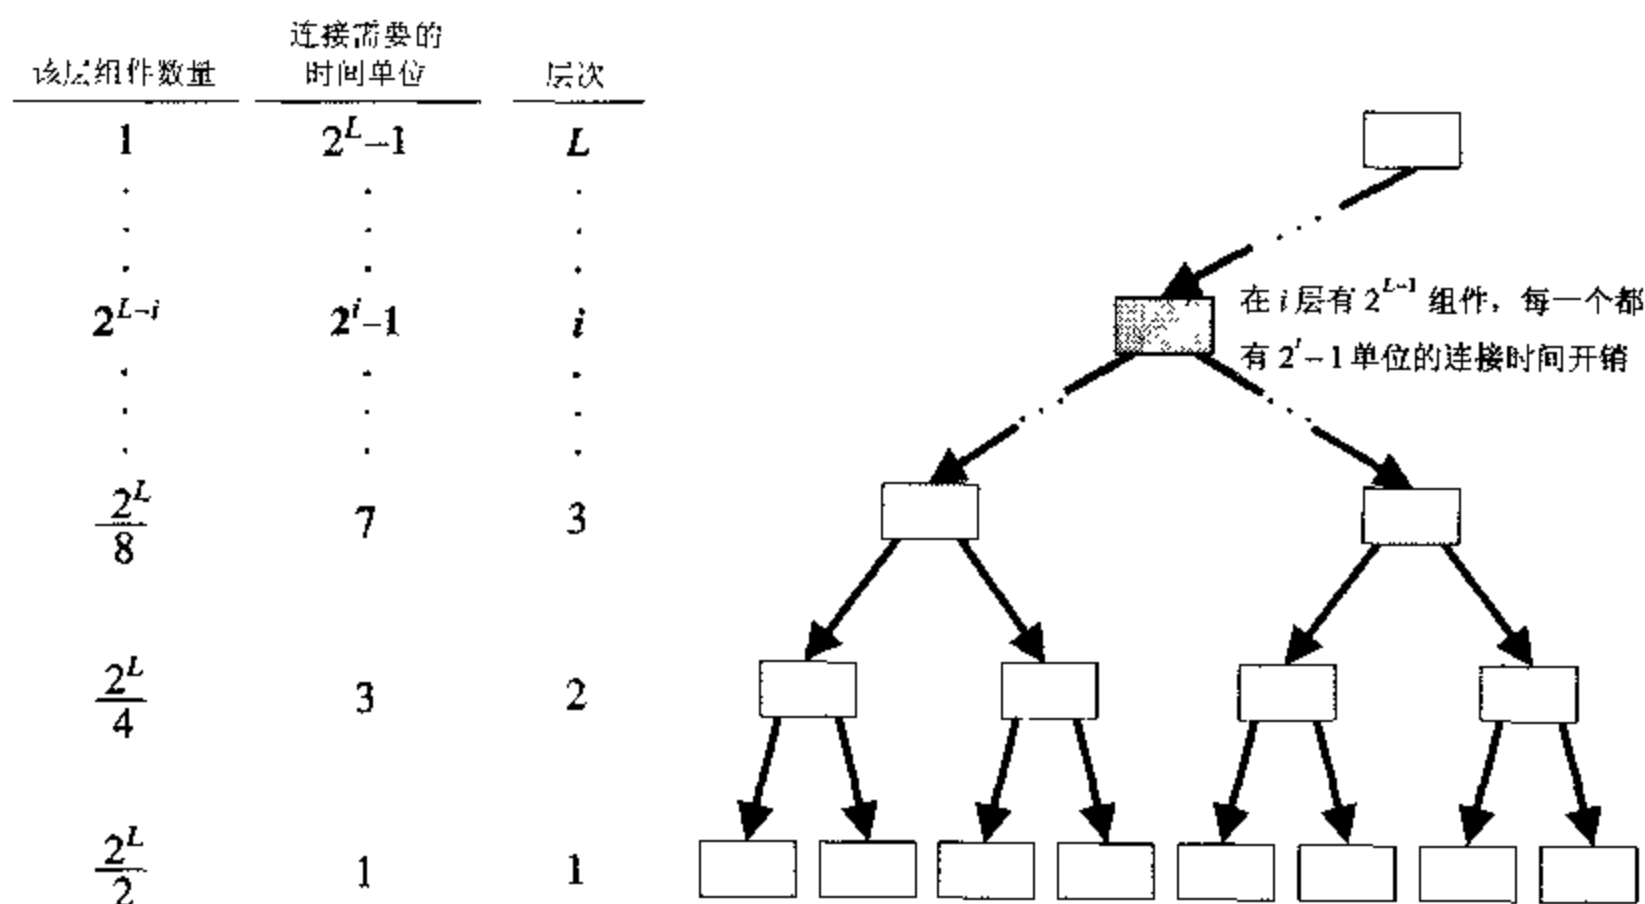 连接需要的
该层组件数量 时间单位 层次
1 2^L–1 L
2^{L–i} 2^i–1 i
在 i 层有 2^{L–1} 组件，每一个都
有 2^i – 1 单位的连接时间开销
2^L/8 7 3
2^L/4 3 2
2^L/2 1 1